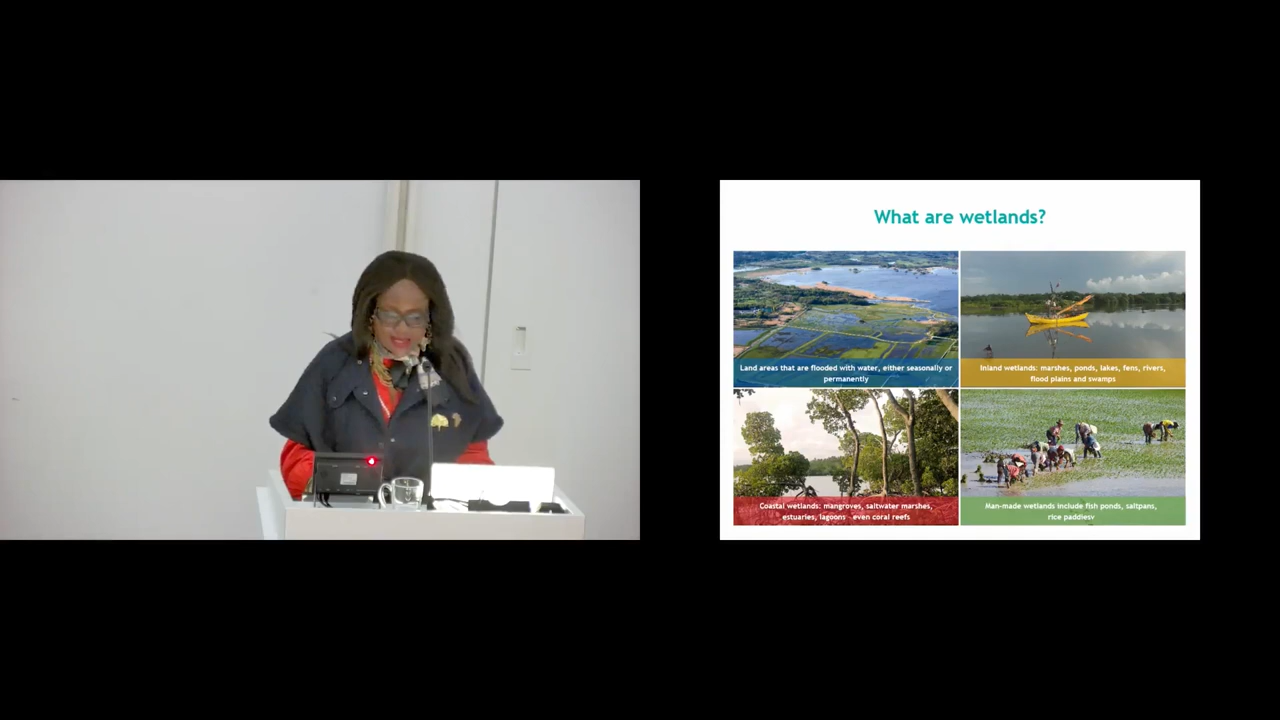 What are wetlands?
Land areas that are flooded with water, either seasonally or
permanently
Inland wetlands: marshes, ponds, lakes, fens, rivers,
flood plains and swamps
Coastal wetlands: mangroves, saltwater marshes,
estuaries, lagoons - even coral reefs
Man-made wetlands include fish ponds, saltpans,
rice paddiesv